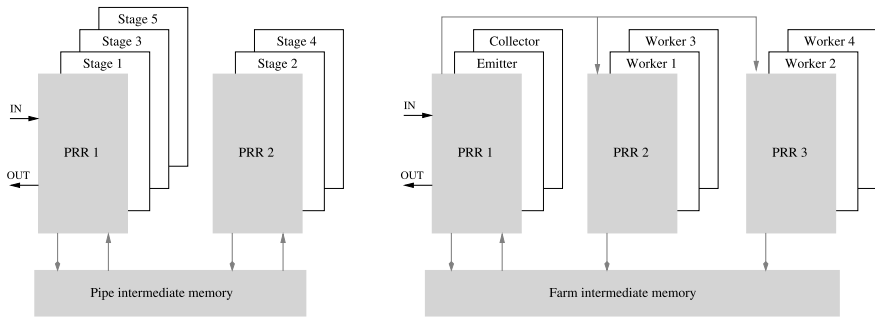 Stage 5
Stage 3
Stage 1
Stage 4
Stage 2
IN
PRR 1
PRR 2
OUT
Pipe intermediate memory
Collector
Emitter
Worker 3
Worker 1
Worker 4
Worker 2
IN
PRR 1
PRR 2
PRR 3
OUT
Farm intermediate memory